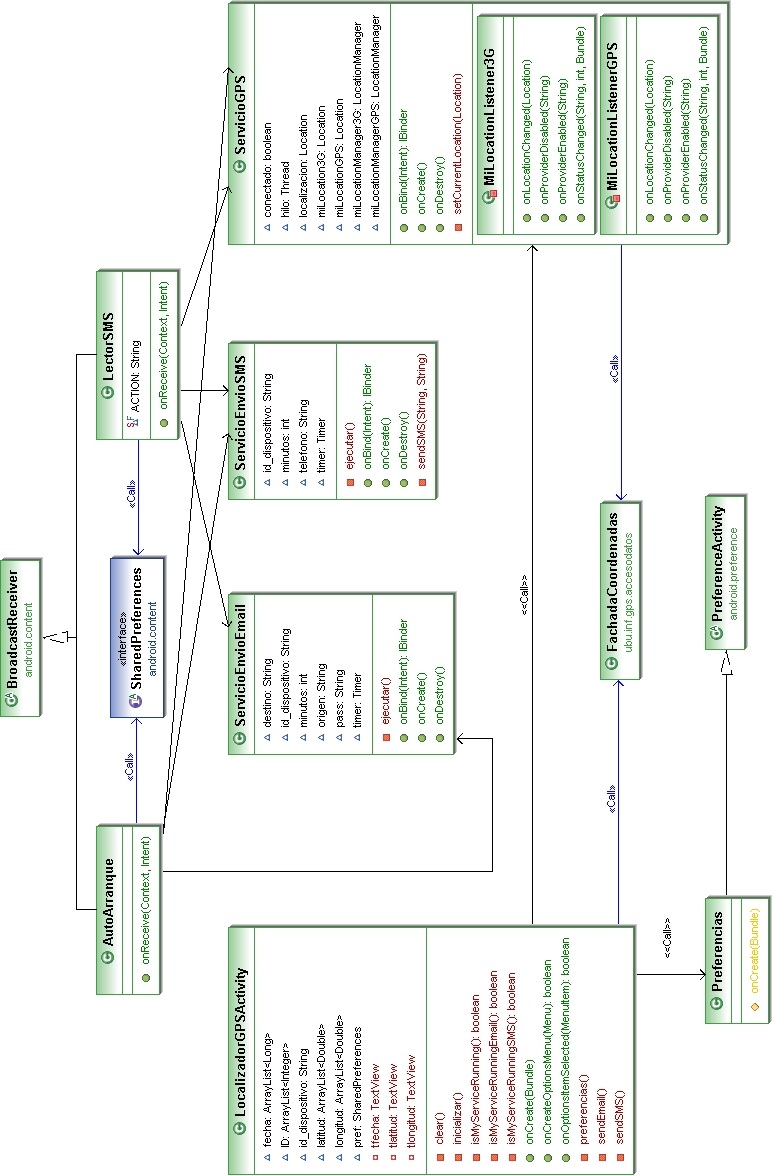 BroadcastReceiver
android.content
AutoArranque
onReceive(Context, Intent)
«Call»
«interface»
SharedPreferences
android.content
«Call»
LectorSMS
ACTION: String
onReceive(Context, Intent)
LocalizadorGPSActivity
fecha: ArrayList<Long>
ID: ArrayList<Integer>
id_dispositivo: String
latitud: ArrayList<Double>
longitud: ArrayList<Double>
pref: SharedPreferences
tfecha: TextView
tlatitud: TextView
tlongitud: TextView
clear()
inicializar()
isMyServiceRunning(): boolean
isMyServiceRunningEmail(): boolean
isMyServiceRunningSMS(): boolean
onCreate(Bundle)
onCreateOptionsMenu(Menu): boolean
onOptionsItemSelected(MenuItem): boolean
preferencias()
sendEmail()
sendSMS()
ServicioEnvioEmail
destino: String
id_dispositivo: String
minutos: int
origen: String
pass: String
timer: Timer
ejecutar()
onBind(Intent): IBinder
onCreate()
onDestroy()
ServicioEnvioSMS
id_dispositivo: String
minutos: int
telefono: String
timer: Timer
ejecutar()
onBind(Intent): IBinder
onCreate()
onDestroy()
sendSMS(String, String)
ServicioGPS
conectado: boolean
hilo: Thread
localizacion: Location
miLocation3G: Location
miLocationGPS: Location
miLocationManager3G: LocationManager
miLocationManagerGPS: LocationManager
onBind(Intent): IBinder
onCreate()
onDestroy()
setCurrentLocation(Location)
MiLocationListener3G
onLocationChanged(Location)
onProviderDisabled(String)
onProviderEnabled(String)
onStatusChanged(String, int, Bundle)
MiLocationListenerGPS
onLocationChanged(Location)
onProviderDisabled(String)
onProviderEnabled(String)
onStatusChanged(String, int, Bundle)
<<Call>>
«Call»
FachadaCoordenadas
ubu.inf.gps.accesodatos
«Call»
<<Call>>
Preferencias
onCreate(Bundle)
PreferenceActivity
android.preference